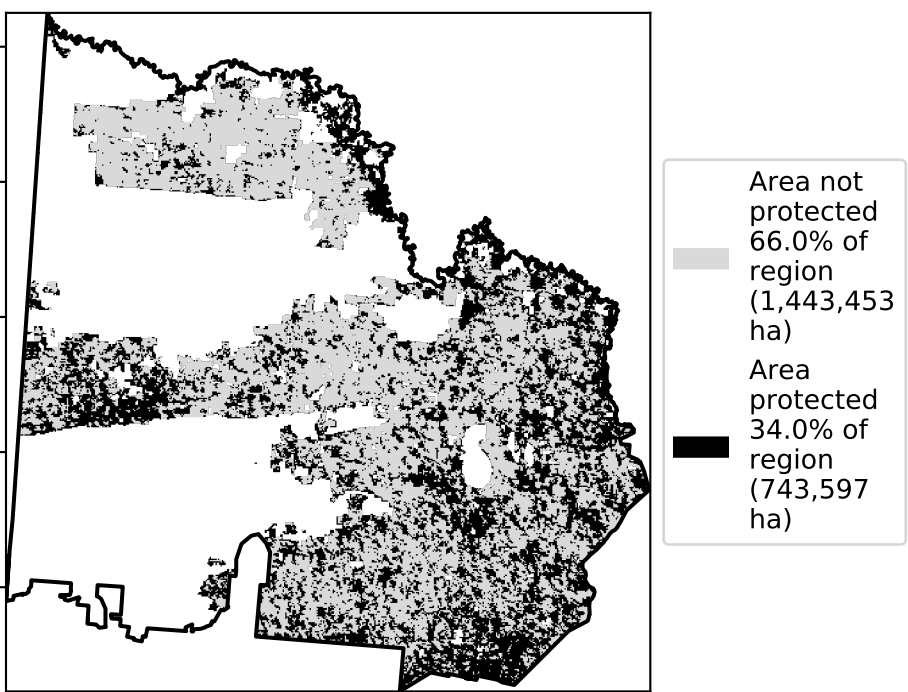 Area not
protected
66.0% of
region
(1,443,453
ha)
Area
protected
34.0% of
region
(743,597
ha)